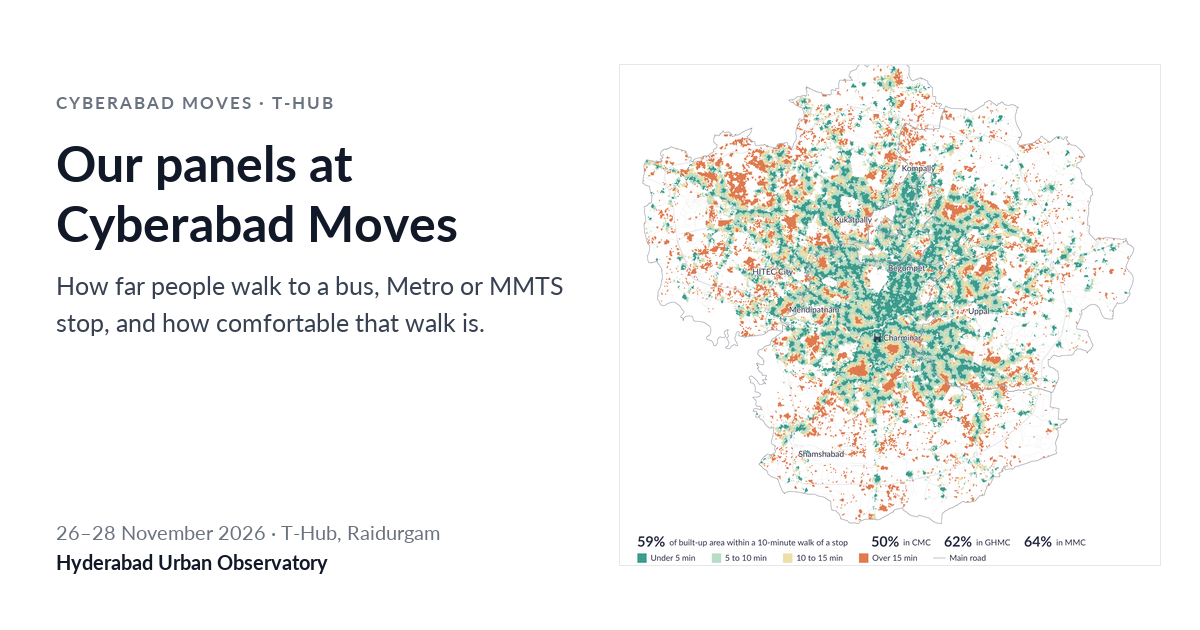 CYBERABAD MOVES · T-HUB
Our panels at
Cyberabad Moves
How far people walk to a bus, Metro or MMTS
stop, and how comfortable that walk is.
26–28 November 2026 · T-Hub, Raidurgam
Hyderabad Urban Observatory
Kompally
Kukatpally
HITEC City
Begumpet
Mehdipatnam
Uppal
Charminar
Shamshabad
59% of built-up area within a 10-minute walk of a stop 50% in CMC 62% in GHMC 64% in MMC
Under 5 min 5 to 10 min 10 to 15 min Over 15 min Main road